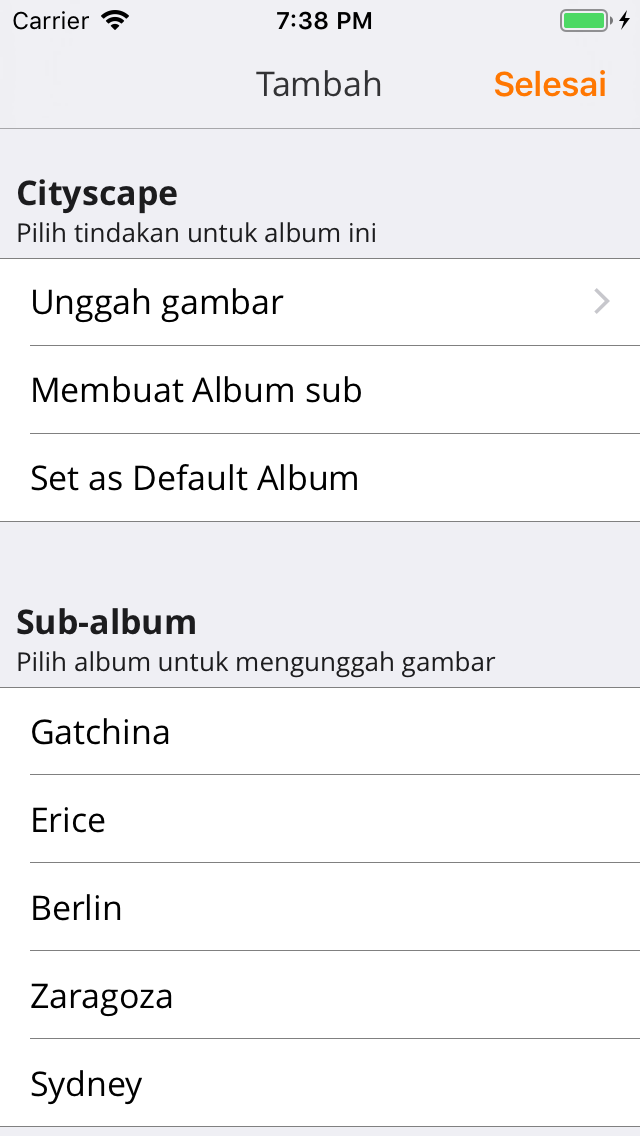 Carrier 7:38 PM
Tambah Selesai
Cityscape
Pilih tindakan untuk album ini
Unggah gambar
Membuat Album sub
Set as Default Album
Sub-album
Pilih album untuk mengunggah gambar
Gatchina
Erice
Berlin
Zaragoza
Sydney